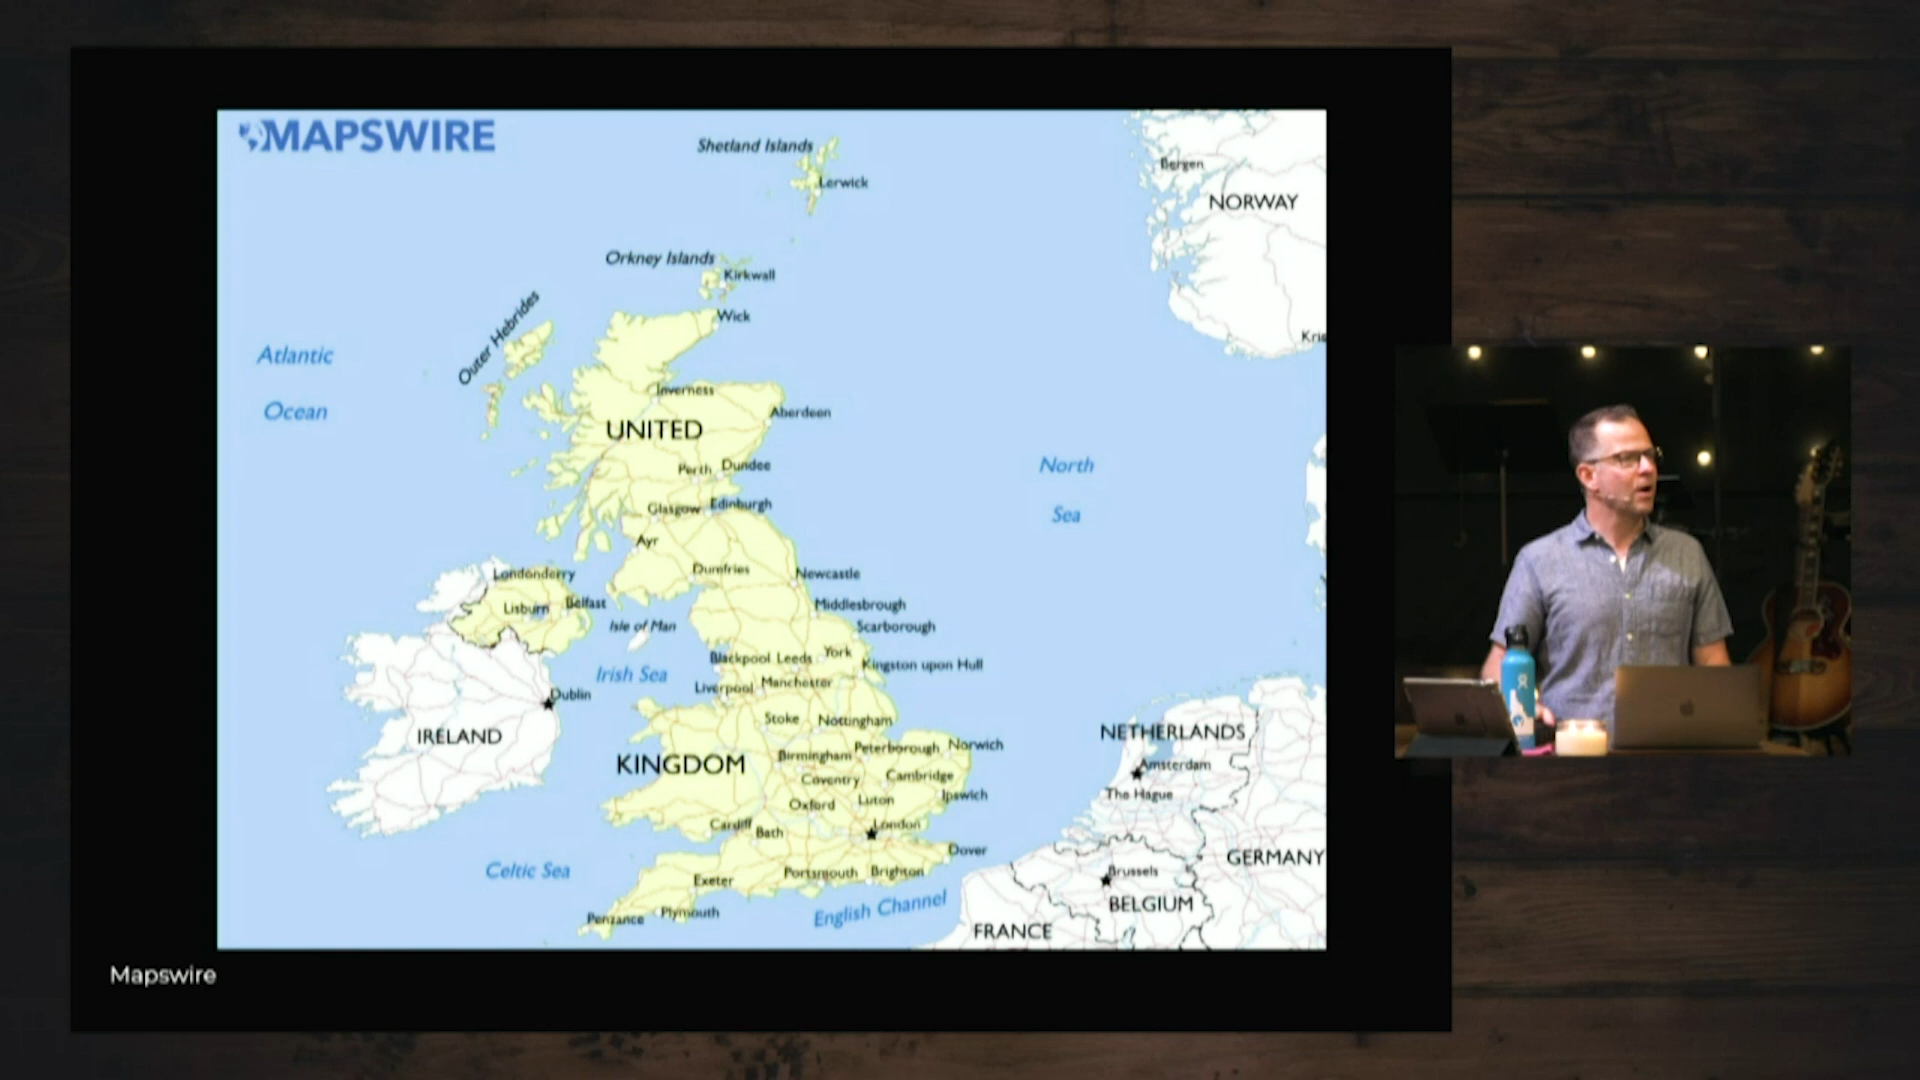 MAPSWIRE
Shetland Islands
Lerwick
Bergen
NORWAY
Orkney Islands
Kirkwall
Outer Hebrides
Wick
Kris
Atlantic
Ocean
Inverness
Aberdeen
UNITED
Perth
Dundee
North
Sea
Glasgow
Edinburgh
Ayr
Dumfries
Newcastle
Londonderry
Lisburn
Belfast
Middlesbrough
Isle of Man
Scarborough
Irish Sea
Blackpool
Leeds
York
Kingston upon Hull
Liverpool
Manchester
Dublin
IRELAND
Stoke
Nottingham
NETHERLANDS
KINGDOM
Birmingham
Peterborough
Norwich
Coventry
Cambridge
Amsterdam
Oxford
Luton
Ipswich
The Hague
Cardiff
Bath
London
Dover
GERMANY
Celtic Sea
Exeter
Portsmouth
Brighton
Brussels
BELGIUM
Penzance
Plymouth
English Channel
FRANCE
Mapswire